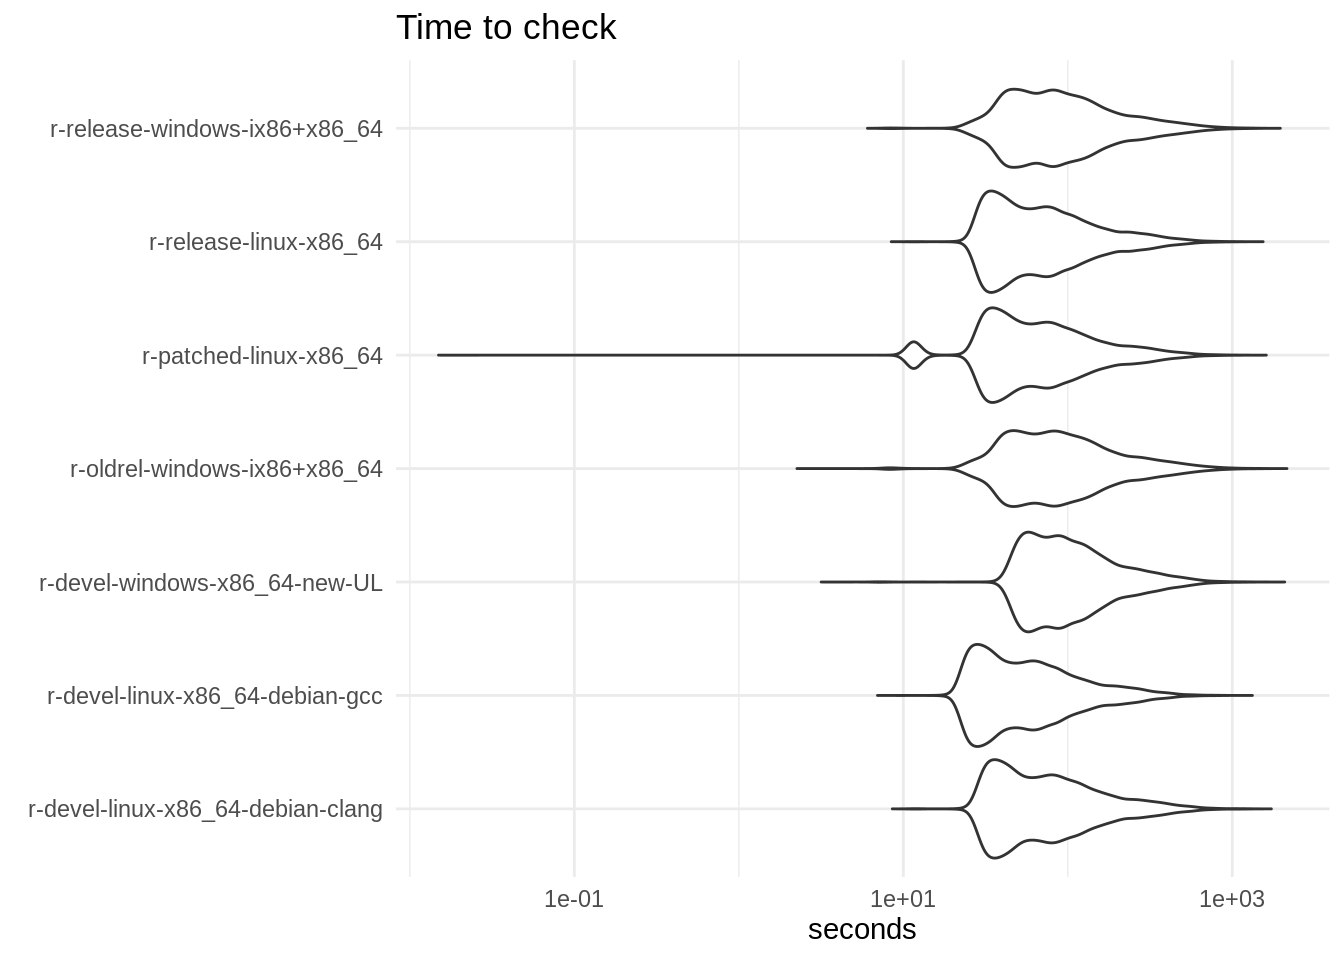 Time to check
r-release-windows-ix86+x86_64
r-release-linux-x86_64
r-patched-linux-x86_64
r-oldrel-windows-ix86+x86_64
r-devel-windows-x86_64-new-UL
r-devel-linux-x86_64-debian-gcc
r-devel-linux-x86_64-debian-clang
1e-01 1e+01 1e+03
seconds